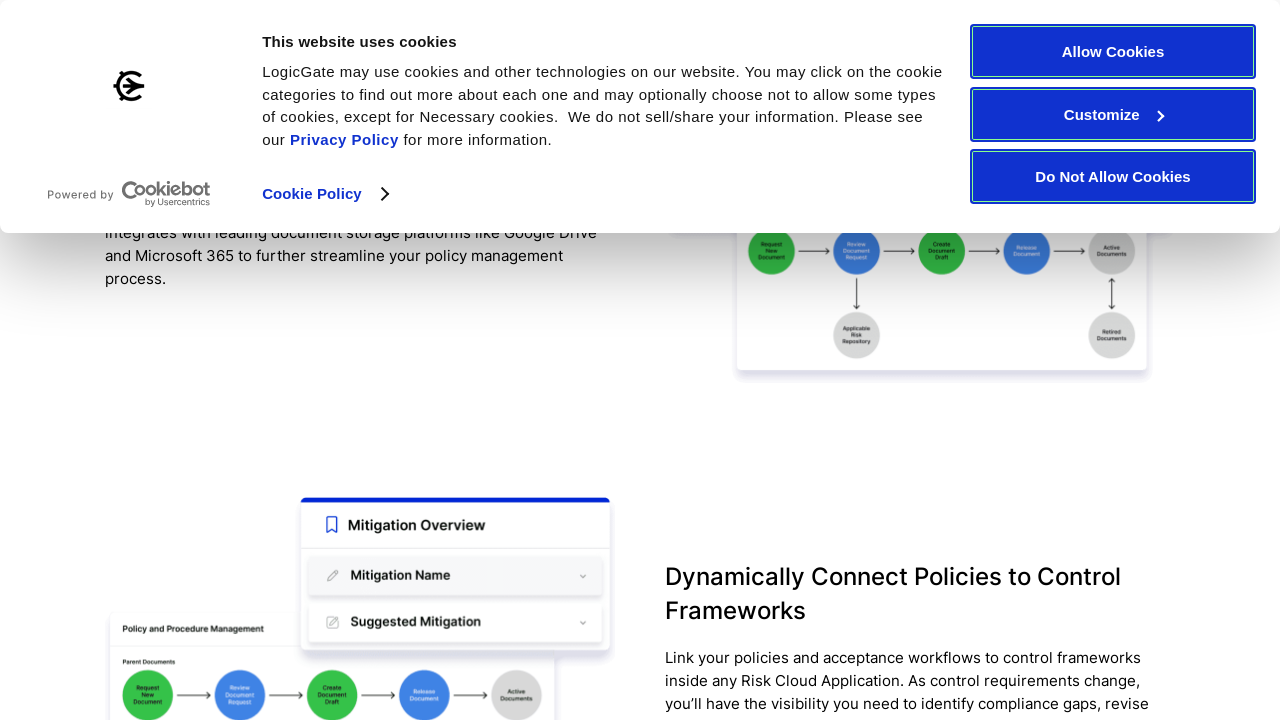 This website uses cookies
LogicGate may use cookies and other technologies on our website. You may click on the cookie
categories to find out more about each one and may optionally choose not to allow some types
of cookies, except for Necessary cookies.  We do not sell/share your information. Please see
our Privacy Policy for more information.
Cookie Policy
Powered by Cookiebot
by Usercentrics
Allow Cookies
Customize
Do Not Allow Cookies
integrates with leading document storage platforms like Google Drive
and Microsoft 365 to further streamline your policy management
process.
Request
New
Document
Review
Document
Request
Create
Document
Draft
Release
Document
Active
Documents
Applicable
Risk
Repository
Retired
Documents
Mitigation Overview
Mitigation Name
Suggested Mitigation
Policy and Procedure Management
Parent Documents
Request
New
Document
Review
Document
Request
Create
Document
Draft
Release
Document
Active
Documents
Dynamically Connect Policies to Control
Frameworks
Link your policies and acceptance workflows to control frameworks
inside any Risk Cloud Application. As control requirements change,
you’ll have the visibility you need to identify compliance gaps, revise